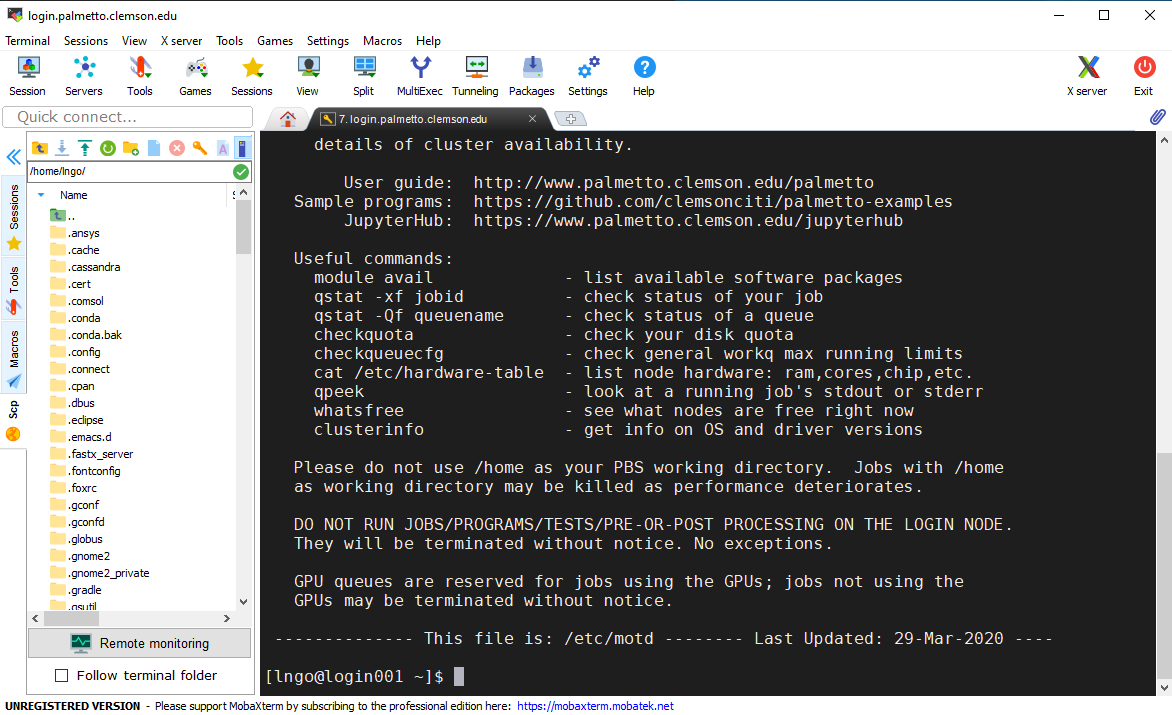 login.palmetto.clemson.edu
Terminal Sessions View X server Tools Games Settings Macros Help
Session Servers Tools Games Sessions View Split MultiExec Tunneling Packages Settings Help X server Exit
Quick connect...
7. login.palmetto.clemson.edu
/home/lngo/
Name
..
.ansys
.cache
.cassandra
.cert
.comsol
.conda
.conda.bak
.config
.connect
.cpan
.dbus
.eclipse
.emacs.d
.fastx_server
.fontconfig
.foxrc
.gconf
.gconfd
.globus
.gnome2
.gnome2_private
.gradle
.gsutil
Sessions
Tools
Macros
Scp
Remote monitoring
Follow terminal folder
details of cluster availability.
User guide: http://www.palmetto.clemson.edu/palmetto
Sample programs: https://github.com/clemsonciti/palmetto-examples
JupyterHub: https://www.palmetto.clemson.edu/jupyterhub
Useful commands:
module avail - list available software packages
qstat -xf jobid - check status of your job
qstat -Qf queuename - check status of a queue
checkquota - check your disk quota
checkqueuecfg - check general workq max running limits
cat /etc/hardware-table - list node hardware: ram,cores,chip,etc.
qpeek - look at a running job's stdout or stderr
whatsfree - see what nodes are free right now
clusterinfo - get info on OS and driver versions
Please do not use /home as your PBS working directory. Jobs with /home
as working directory may be killed as performance deteriorates.
DO NOT RUN JOBS/PROGRAMS/TESTS/PRE-OR-POST PROCESSING ON THE LOGIN NODE.
They will be terminated without notice. No exceptions.
GPU queues are reserved for jobs using the GPUs; jobs not using the
GPUs may be terminated without notice.
-------------- This file is: /etc/motd -------- Last Updated: 29-Mar-2020 ----
[lngo@login001 ~]$
UNREGISTERED VERSION - Please support MobaXterm by subscribing to the professional edition here: https://mobaxterm.mobatek.net